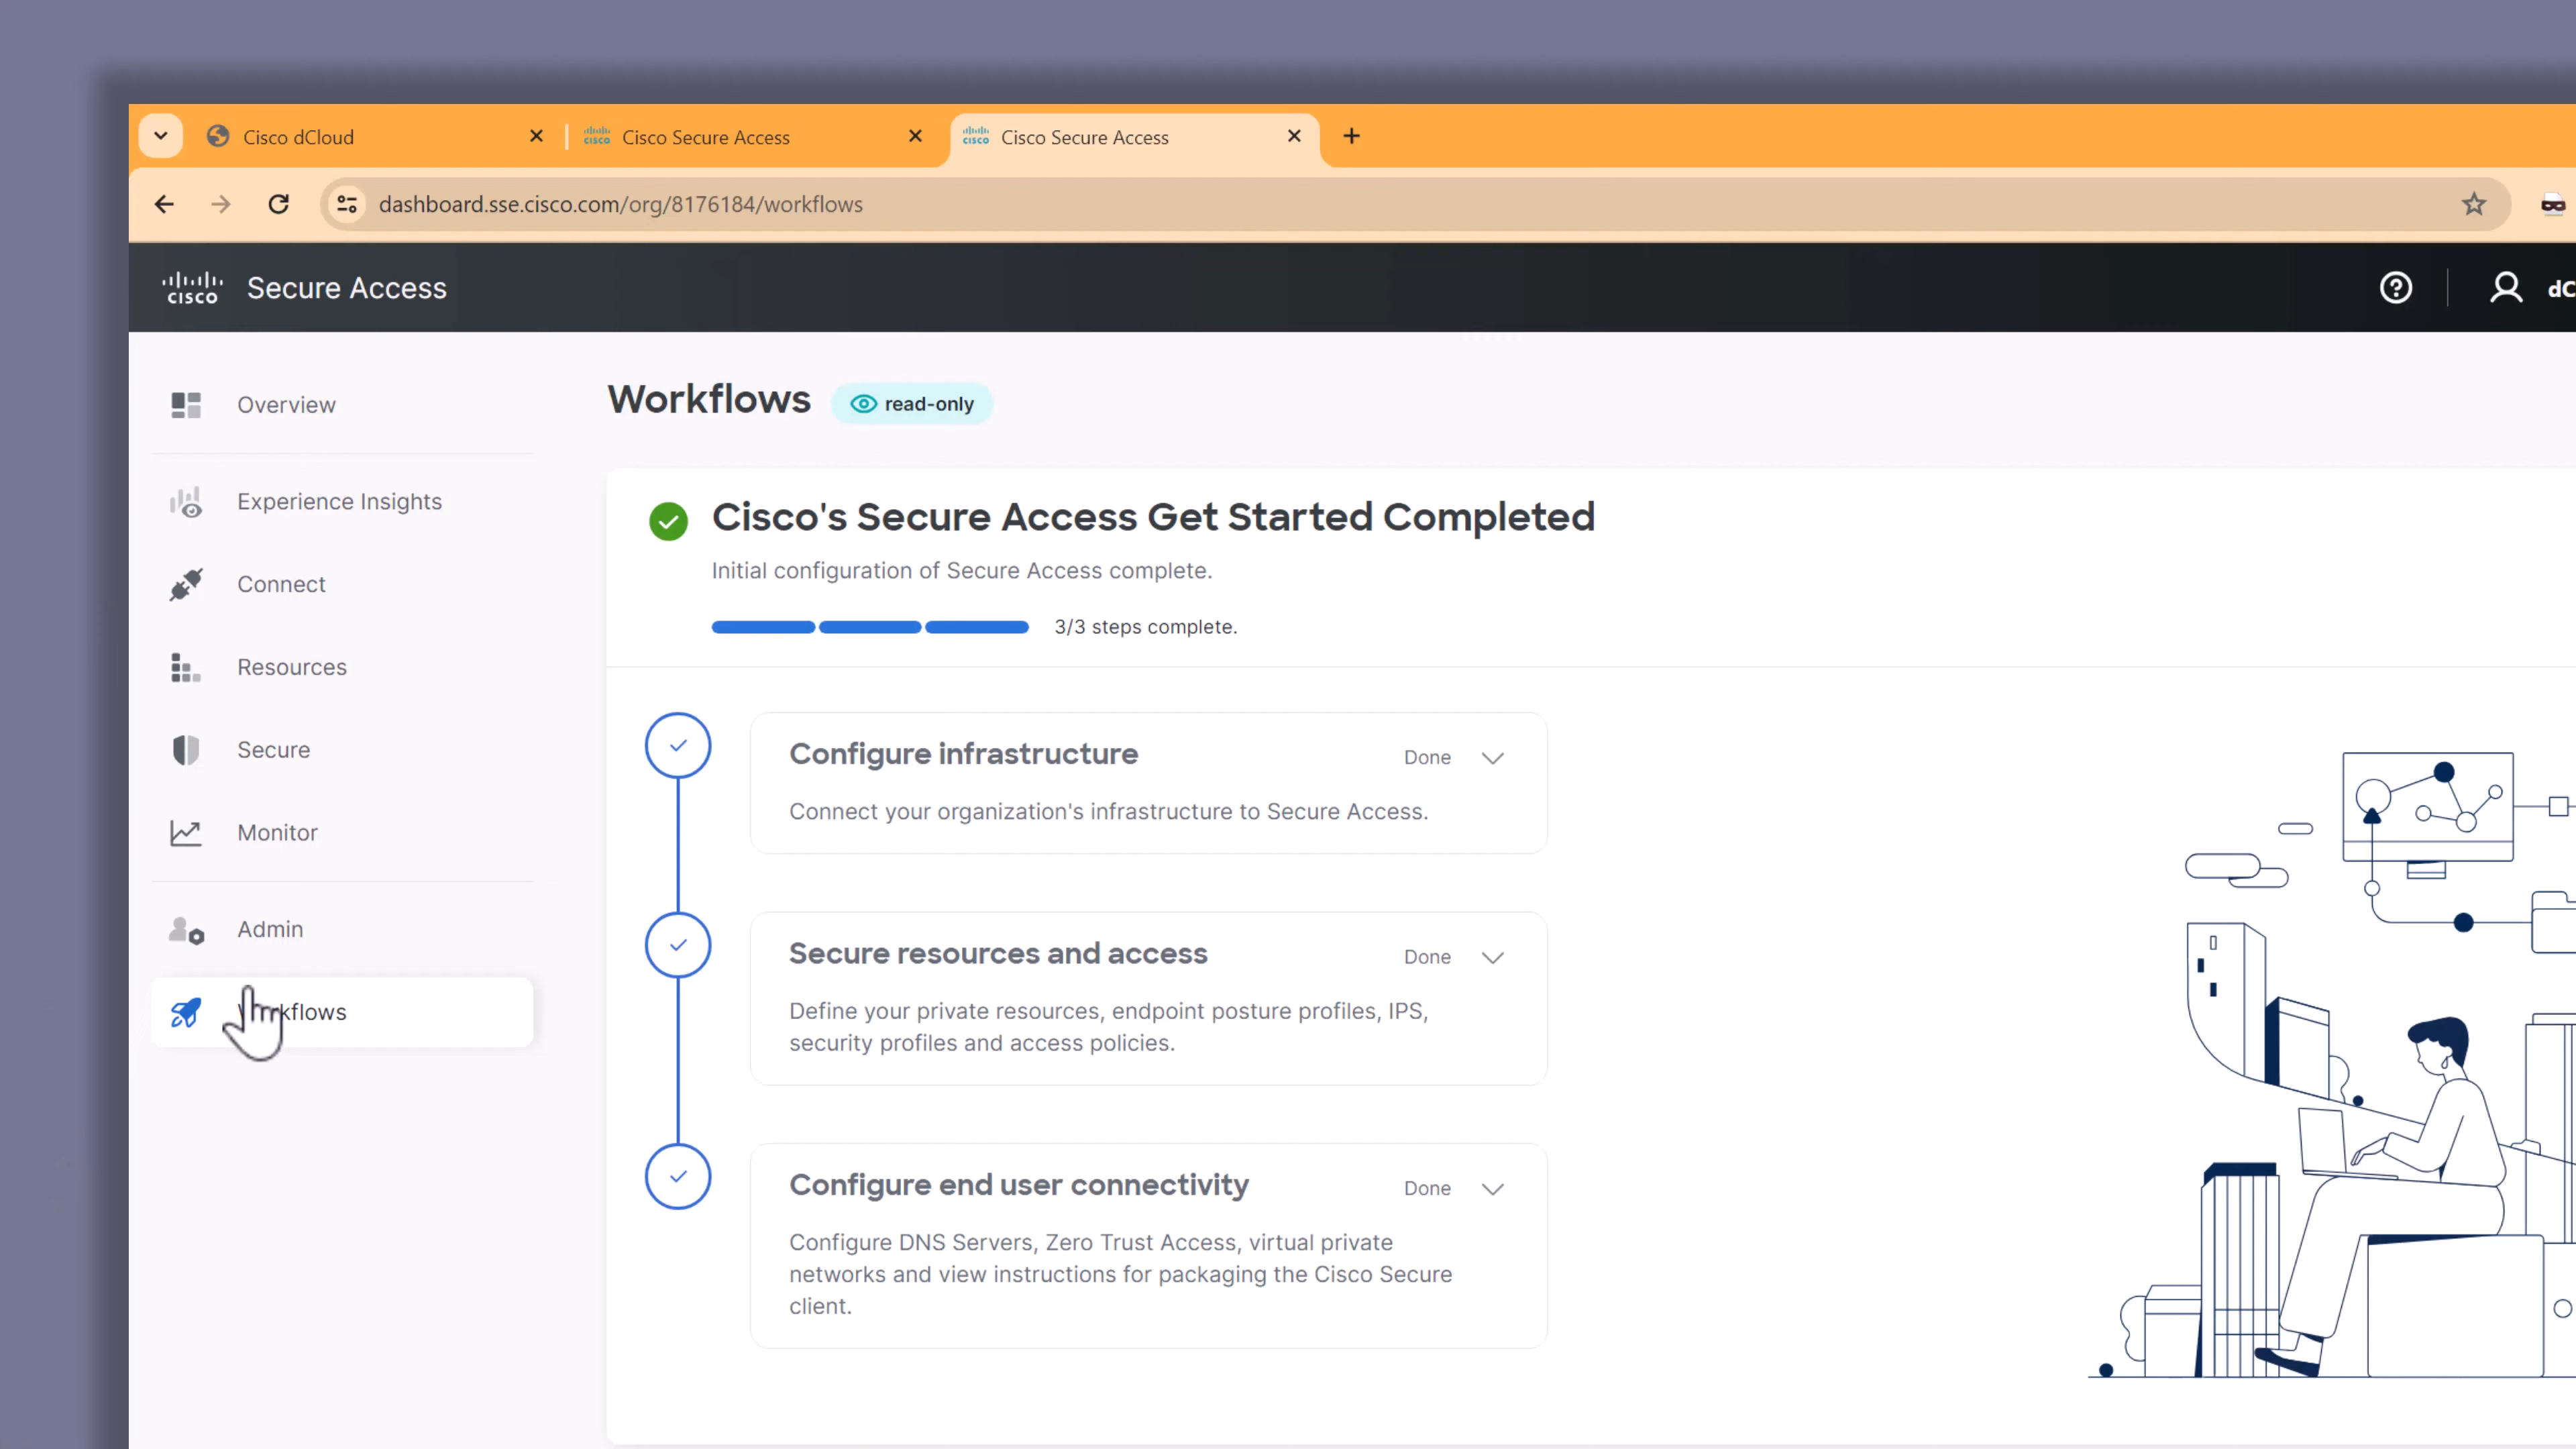 Cisco dCloud
Cisco Secure Access
Cisco Secure Access
dashboard.sse.cisco.com/org/8176184/workflows
CISCO Secure Access
dC
Overview
Experience Insights
Connect
Resources
Secure
Monitor
Admin
Workflows
Workflows read-only
Cisco's Secure Access Get Started Completed
Initial configuration of Secure Access complete.
3/3 steps complete.
Configure infrastructure Done
Connect your organization's infrastructure to Secure Access.
Secure resources and access Done
Define your private resources, endpoint posture profiles, IPS,
security profiles and access policies.
Configure end user connectivity Done
Configure DNS Servers, Zero Trust Access, virtual private
networks and view instructions for packaging the Cisco Secure
client.